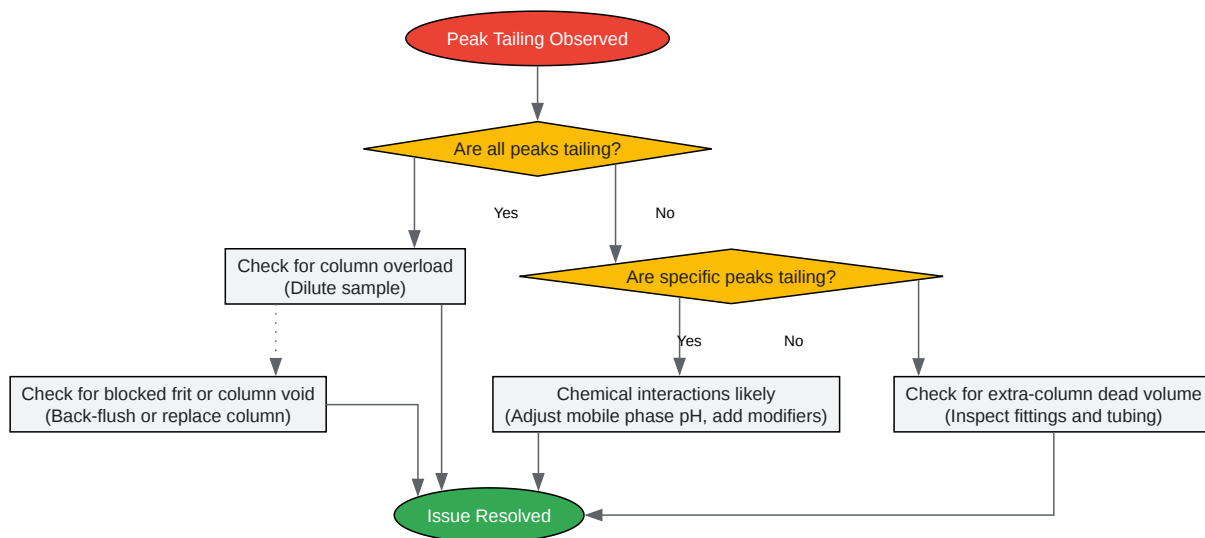 Peak Tailing Observed
Are all peaks tailing?
Yes
No
Check for column overload
(Dilute sample)
Are specific peaks tailing?
Yes
No
Check for blocked frit or column void
(Back-flush or replace column)
Chemical interactions likely
(Adjust mobile phase pH, add modifiers)
Check for extra-column dead volume
(Inspect fittings and tubing)
Issue Resolved